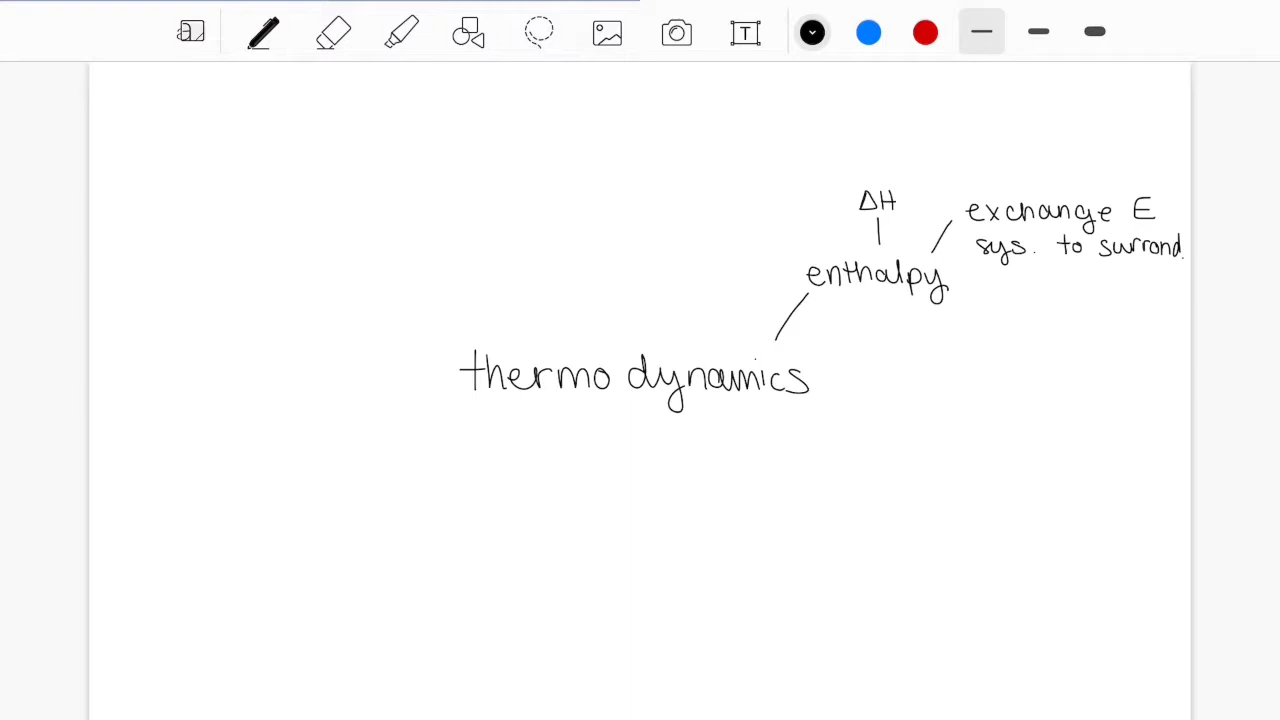 ΔH
exchange E
sys. to surrond.
enthalpy
thermodynamics